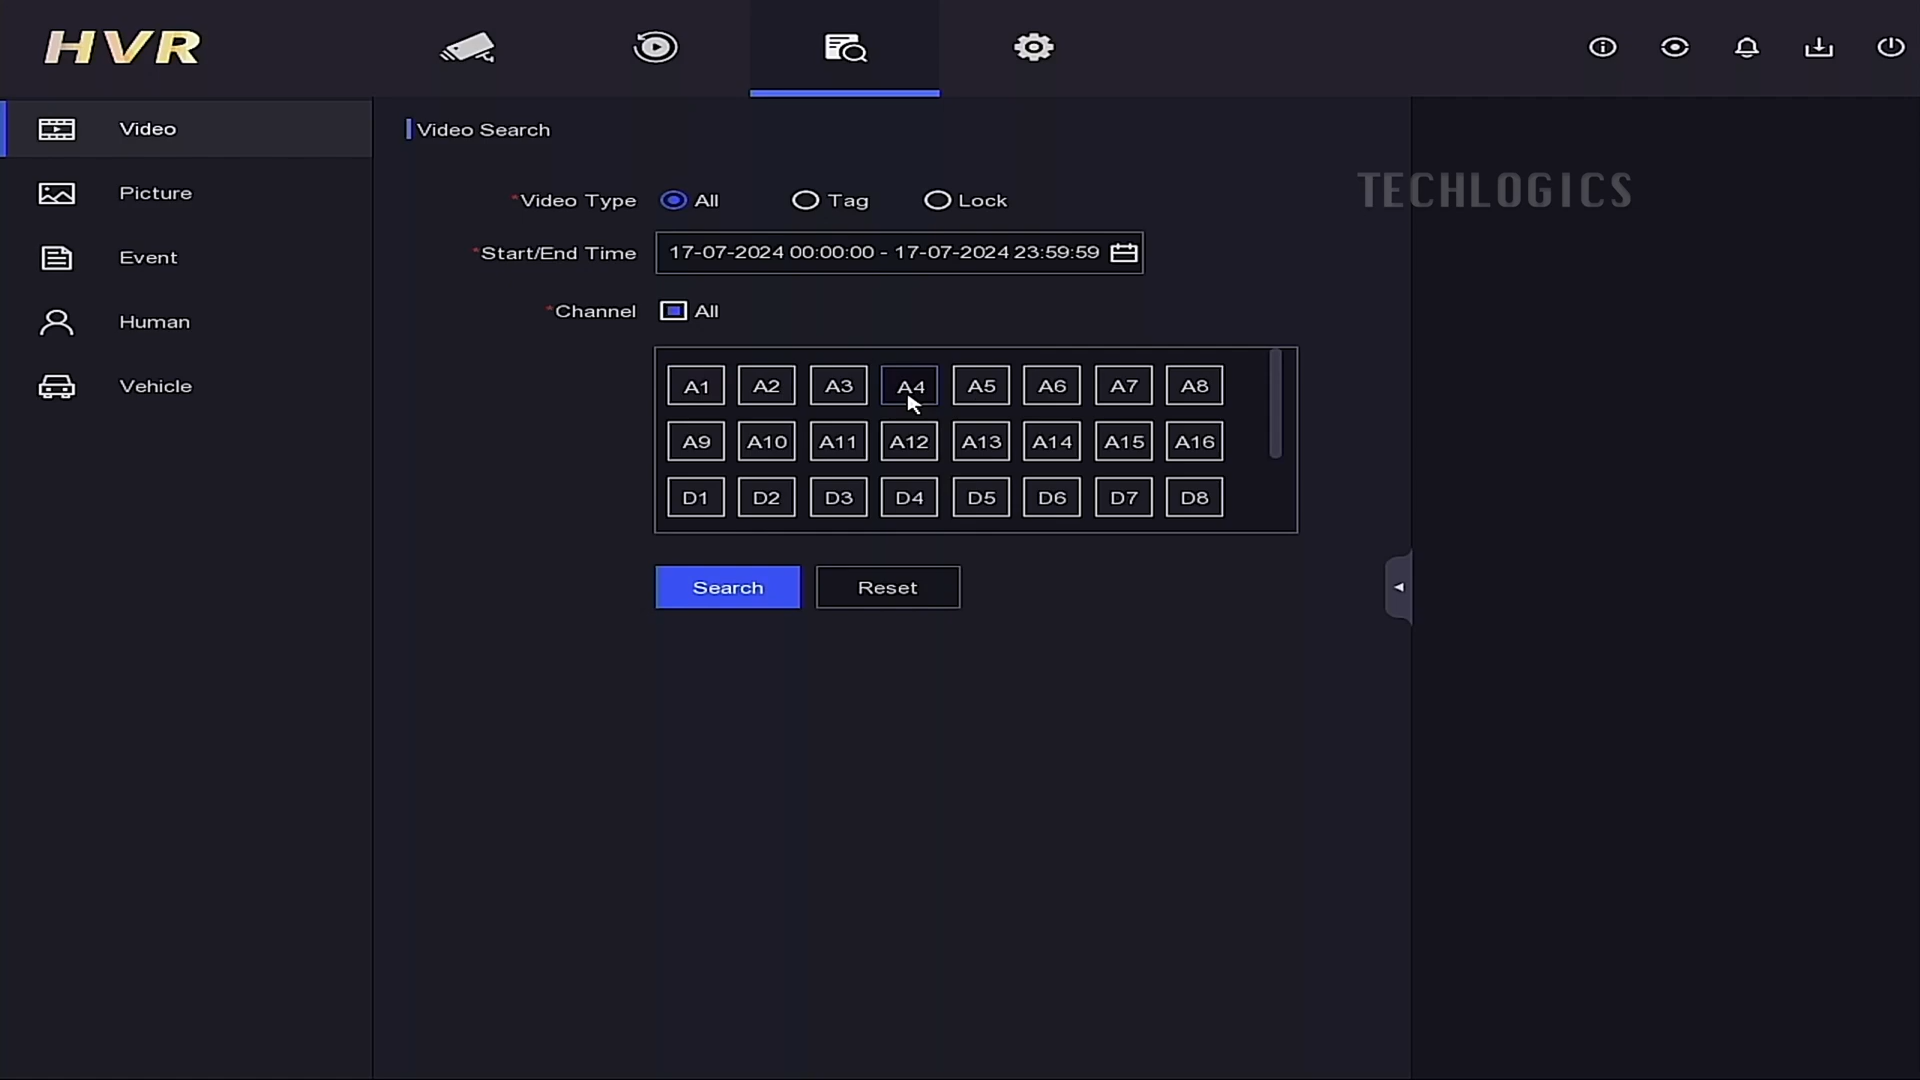 HVR
Video
Picture
Event
Human
Vehicle
Video Search
*Video Type All Tag Lock
*Start/End Time 17-07-2024 00:00:00 - 17-07-2024 23:59:59
*Channel All
A1 A2 A3 A4 A5 A6 A7 A8
A9 A10 A11 A12 A13 A14 A15 A16
D1 D2 D3 D4 D5 D6 D7 D8
Search Reset
TECHLOGICS